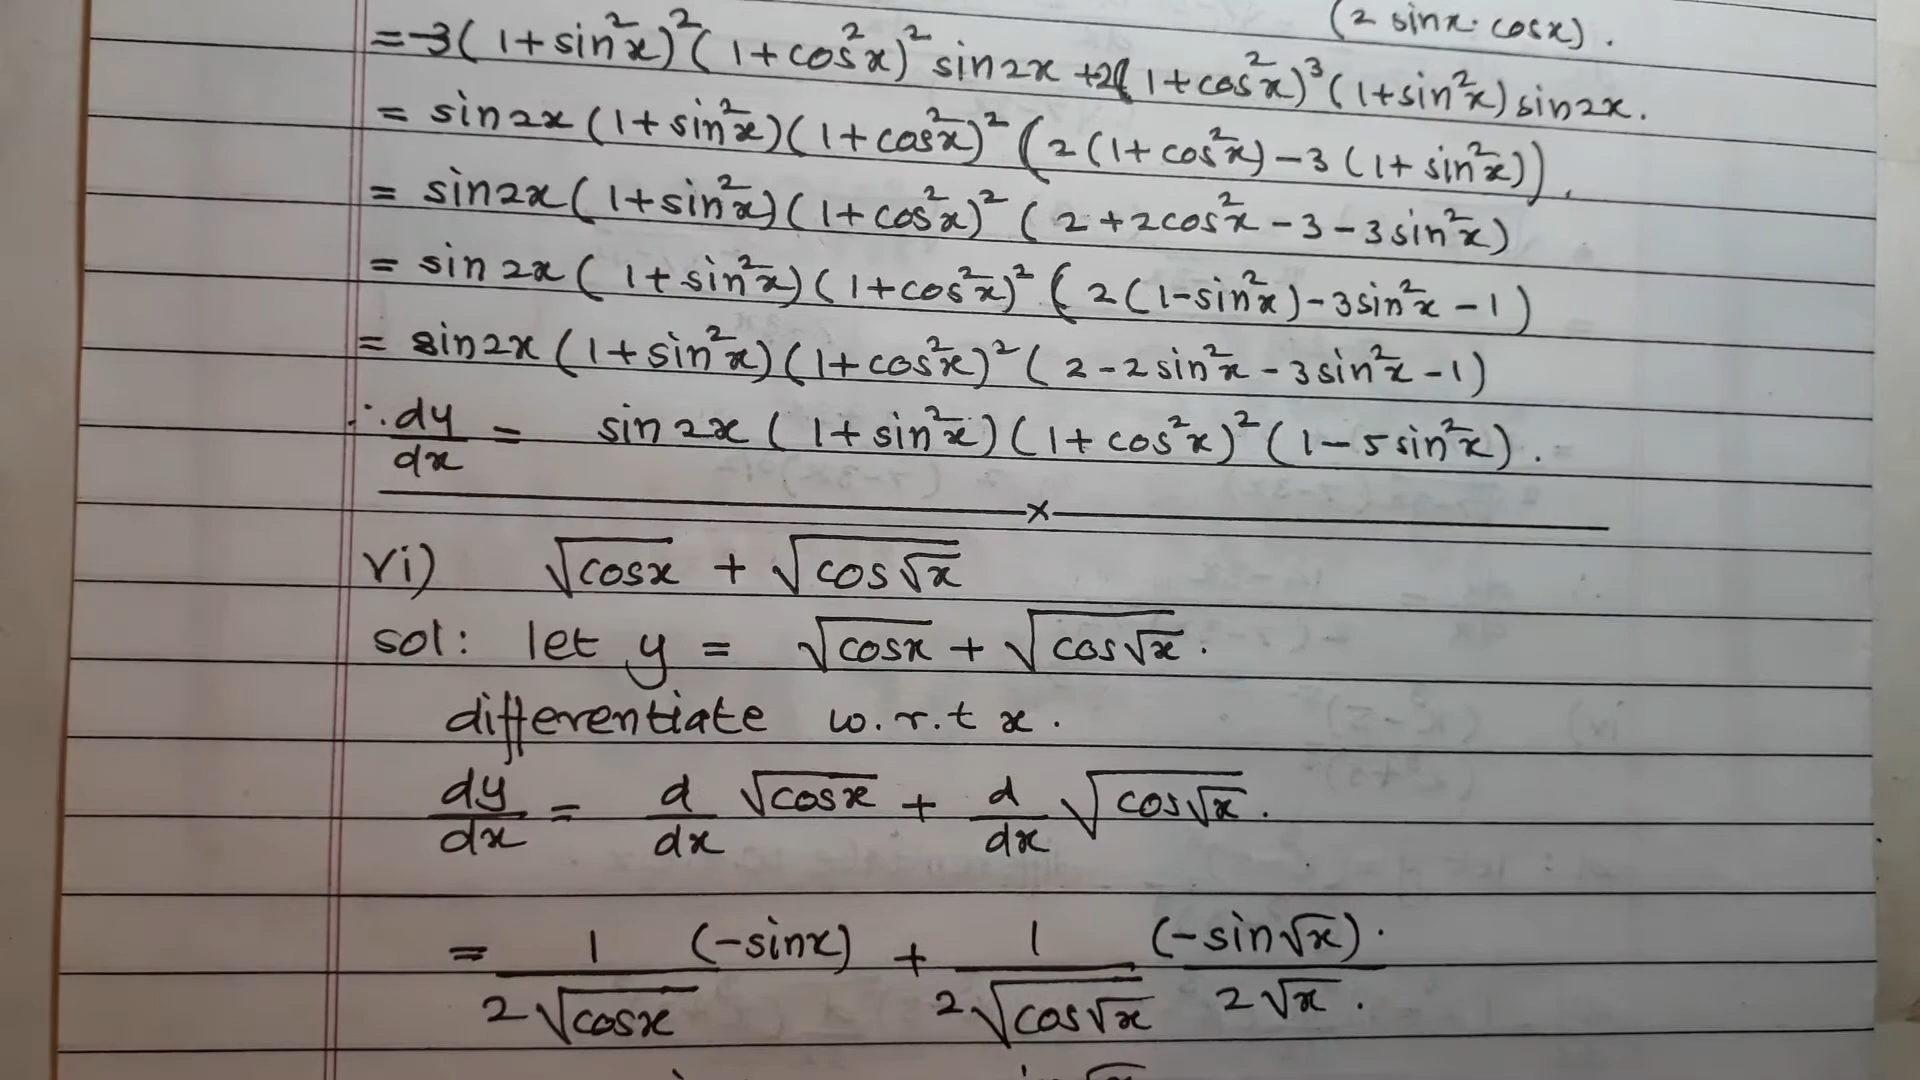 (2 sinx · cosx).
= -3(1+sin²x)²(1+cos²x)² sin2x +2(1+cos²x)³(1+sin²x) sin2x.
= sin2x (1+sin²x)(1+cos²x)² (2(1+cos²x)-3(1+sin²x)).
= sin2x (1+sin²x)(1+cos²x)² (2+2cos²x-3-3sin²x)
= sin2x (1+sin²x)(1+cos²x)² (2(1-sin²x)-3sin²x-1)
= sin2x (1+sin²x)(1+cos²x)² (2-2sin²x-3sin²x-1)
∴ dy/dx = sin2x (1+sin²x)(1+cos²x)² (1-5sin²x).
x
vi) √cosx + √(cos√x)
sol: let y = √cosx + √(cos√x).
differentiate w.r.t x.
dy/dx = d/dx √cosx + d/dx √(cos√x).
= 1/(2√cosx) (-sinx) + 1/(2√(cos√x)) (-sin√x)/(2√x).